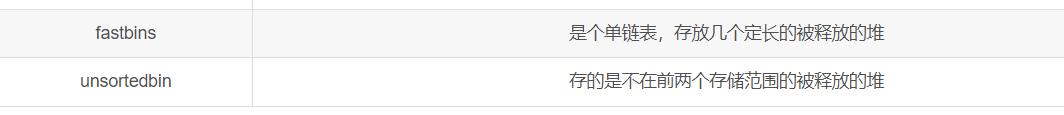 fastbins 是个单链表，存放几个定长的被释放的堆
unsortedbin 存的是不在前两个存储范围的被释放的堆